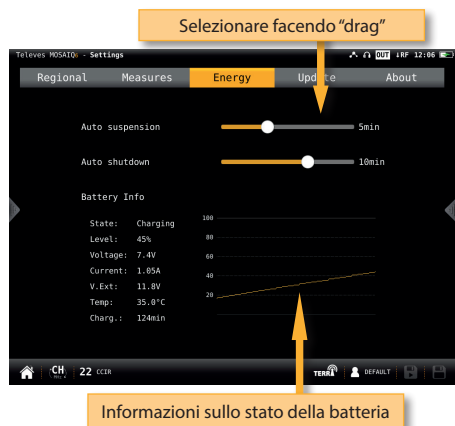 Selezionare facendo "drag"
Televes MOSAIQ6 - Settings OUT ↓RF 12:06
Regional Measures Energy Update About
Auto suspension 5min
Auto shutdown 10min
Battery Info
State: Charging
Level: 45%
Voltage: 7.4V
Current: 1.05A
V.Ext: 11.8V
Temp: 35.0°C
Charg.: 124min
100
80
60
40
20
CH 22 CCIR TERR DEFAULT
Informazioni sullo stato della batteria